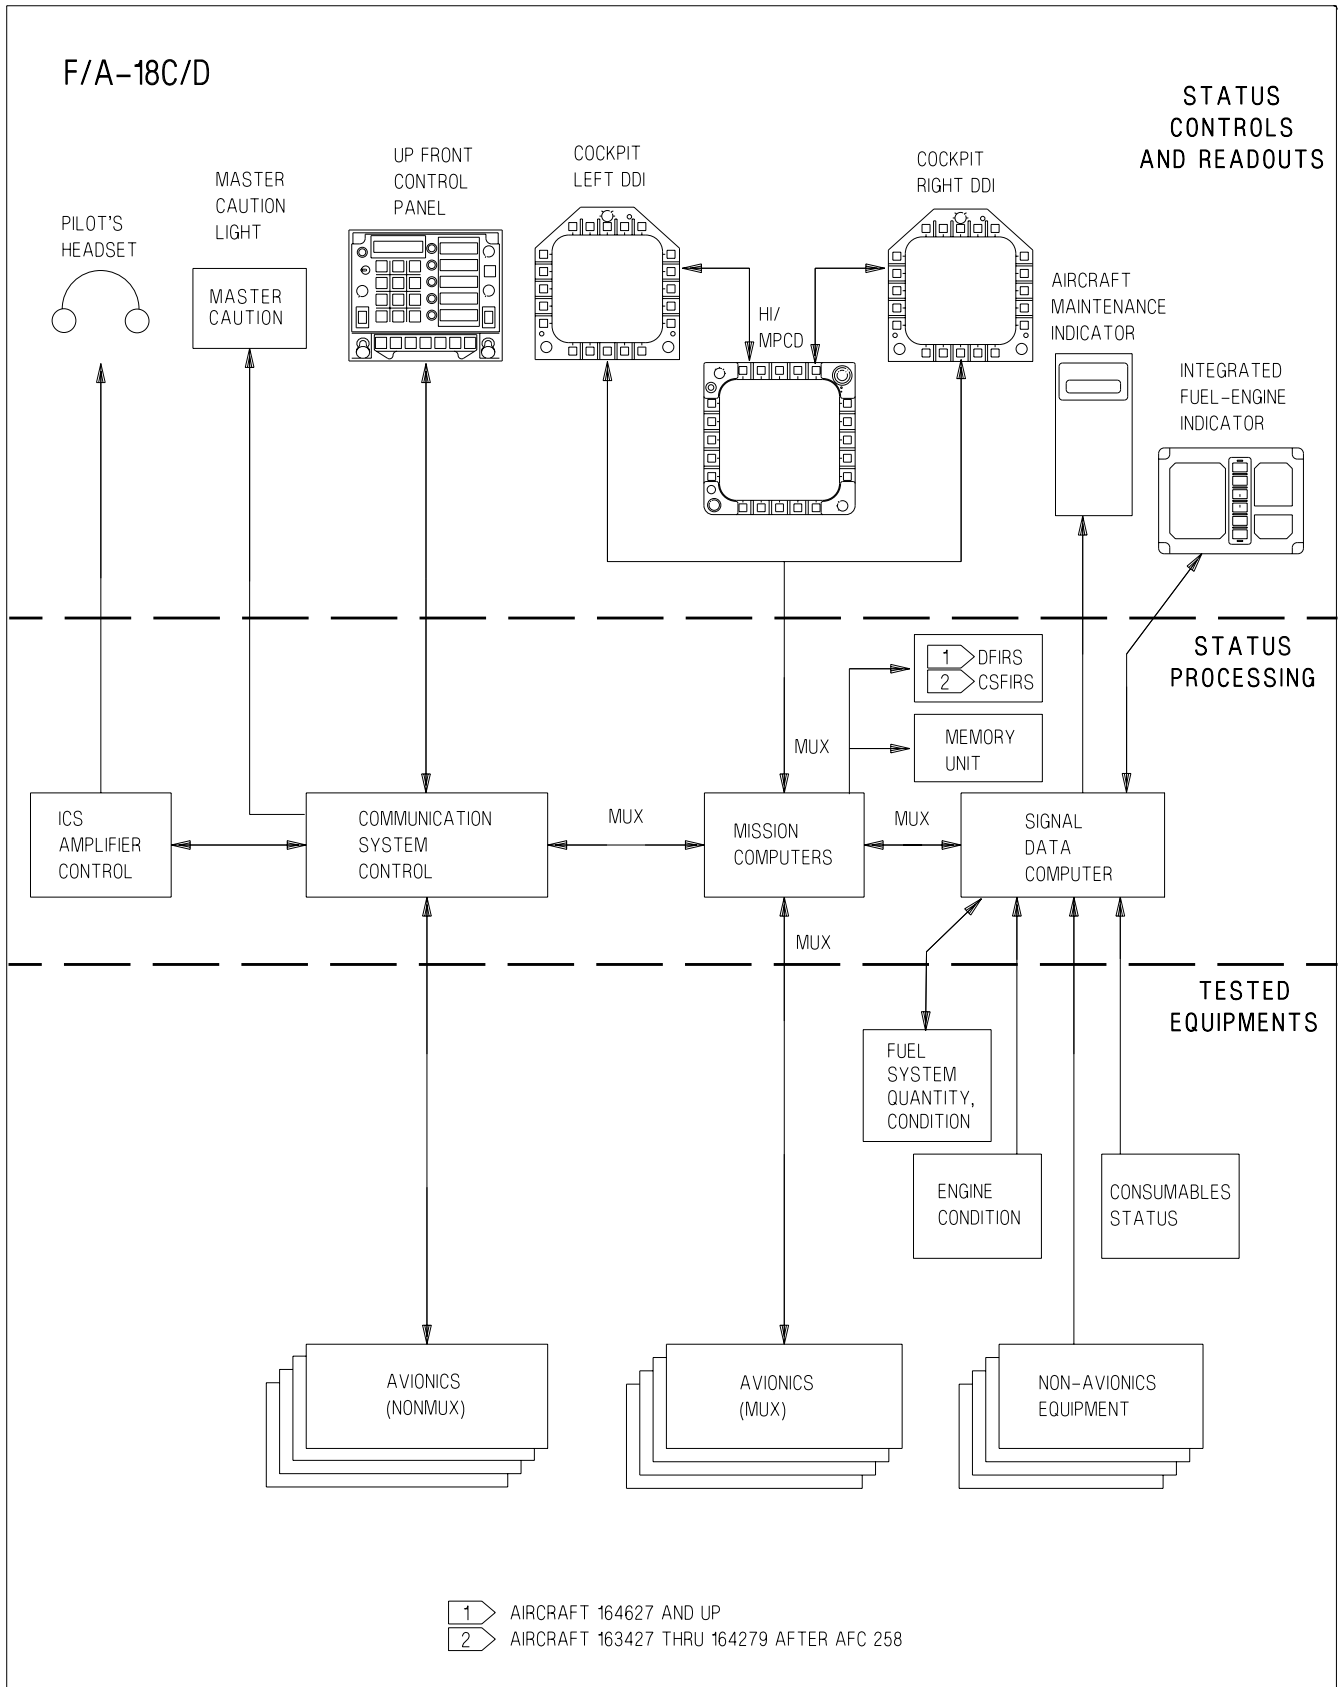 F/A-18C/D
STATUS
CONTROLS
AND READOUTS
PILOT'S
HEADSET
MASTER
CAUTION
LIGHT
MASTER
CAUTION
UP FRONT
CONTROL
PANEL
COCKPIT
LEFT DDI
HI/
MPCD
COCKPIT
RIGHT DDI
AIRCRAFT
MAINTENANCE
INDICATOR
INTEGRATED
FUEL-ENGINE
INDICATOR
STATUS
PROCESSING
1 DFIRS
2 CSFIRS
MEMORY
UNIT
MUX
ICS
AMPLIFIER
CONTROL
COMMUNICATION
SYSTEM
CONTROL
MUX
MISSION
COMPUTERS
MUX
SIGNAL
DATA
COMPUTER
MUX
TESTED
EQUIPMENTS
FUEL
SYSTEM
QUANTITY,
CONDITION
ENGINE
CONDITION
CONSUMABLES
STATUS
AVIONICS
(NONMUX)
AVIONICS
(MUX)
NON-AVIONICS
EQUIPMENT
1 AIRCRAFT 164627 AND UP
2 AIRCRAFT 163427 THRU 164279 AFTER AFC 258